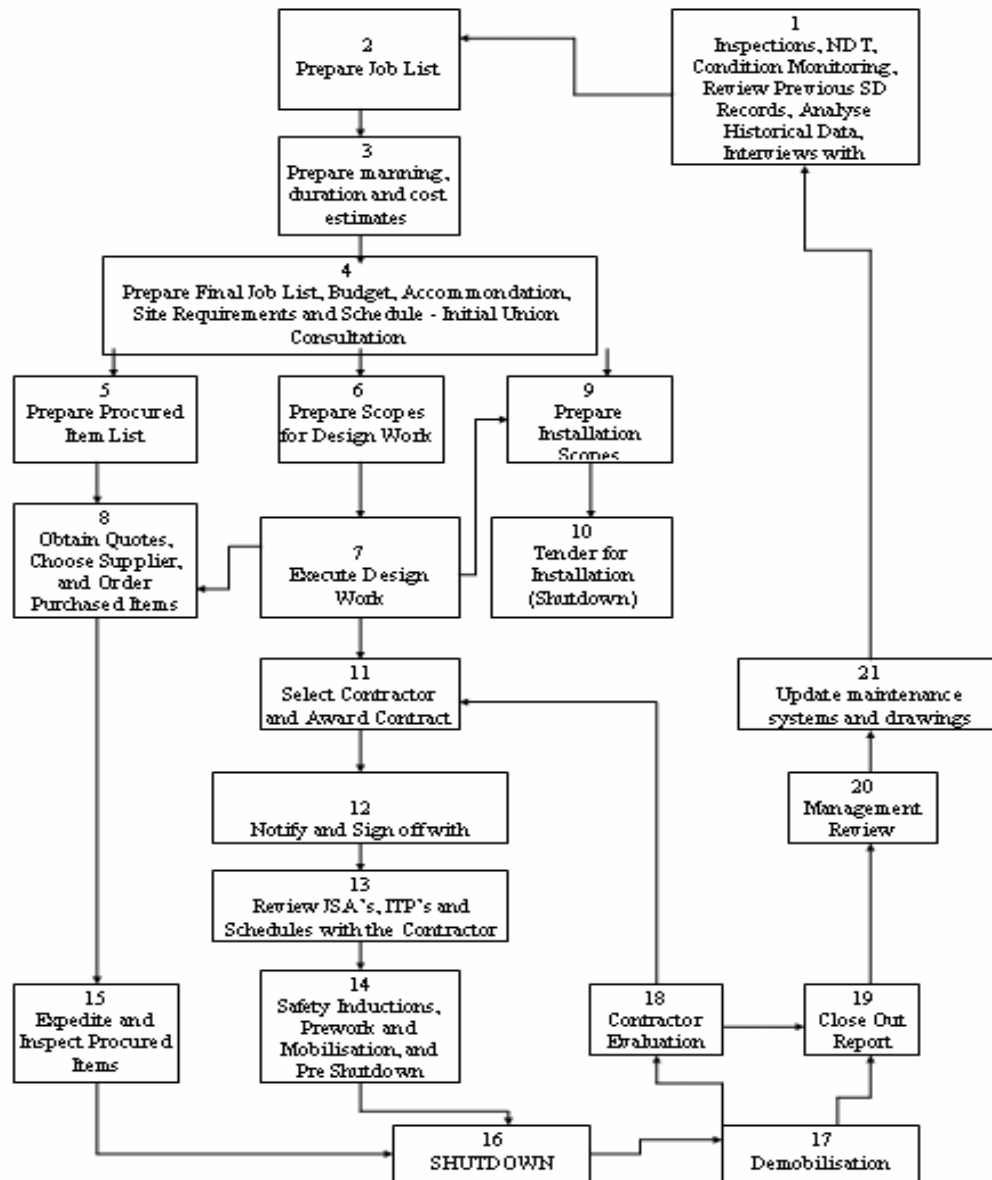 1
Inspections, NDT,
Condition Monitoring,
Review Previous SD
Records, Analyse
Historical Data,
Interviews with
2
Prepare Job List
3
Prepare manning,
duration and cost
estimates
4
Prepare Final Job List, Budget, Accommondation,
Site Requirements and Schedule - Initial Union
Consultation
5
Prepare Procured
Item List
6
Prepare Scopes
for Design Work
9
Prepare
Installation
Scopes
8
Obtain Quotes,
Choose Supplier,
and Order
Purchased Items
7
Execute Design
Work
10
Tender for
Installation
(Shutdown)
11
Select Contractor
and Award Contract
21
Update maintenance
systems and drawings
12
Notify and Sign off with
20
Management
Review
13
Review JSA's, ITP's and
Schedules with the Contractor
15
Expedite and
Inspect Procured
Items
14
Safety Inductions,
Prework and
Mobilisation, and
Pre Shutdown
18
Contractor
Evaluation
19
Close Out
Report
16
SHUTDOWN
17
Demobilisation